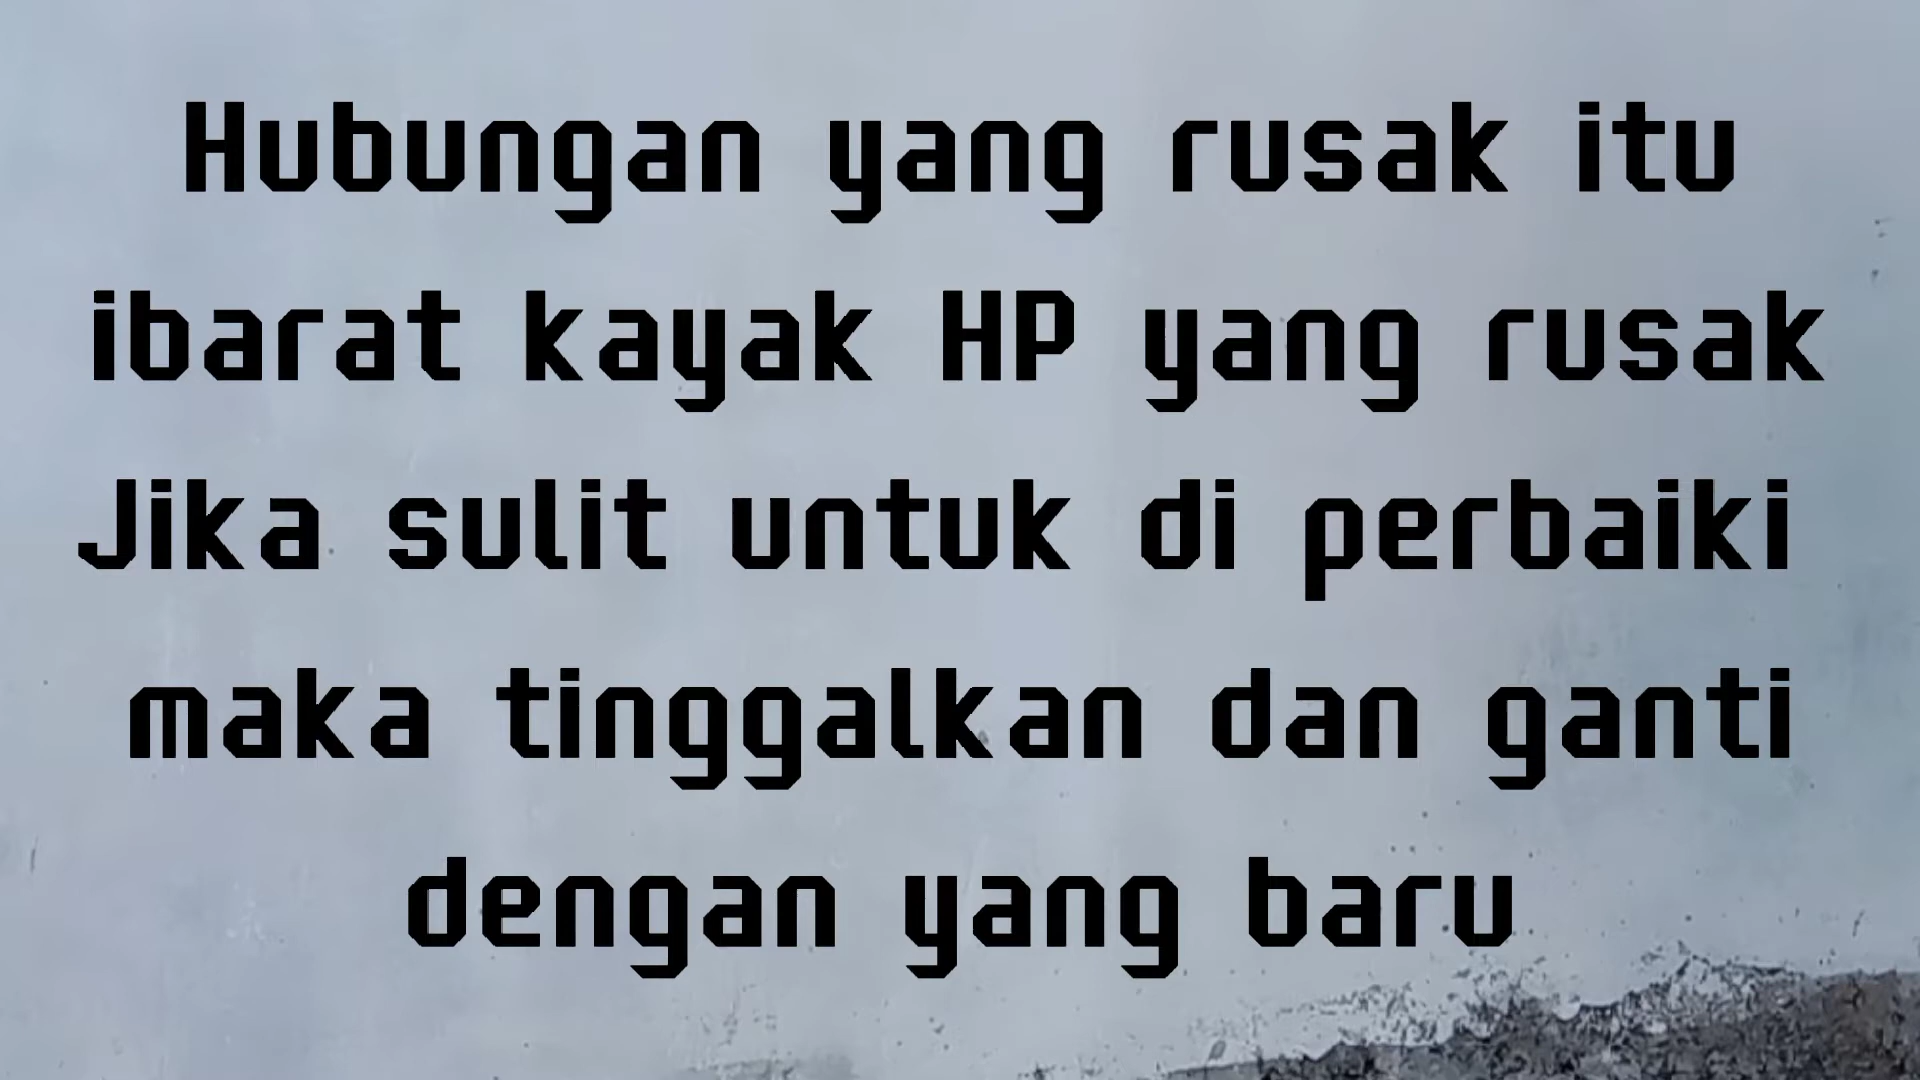 Hubungan yang rusak itu
ibarat kayak HP yang rusak
Jika sulit untuk di perbaiki
maka tinggalkan dan ganti
dengan yang baru